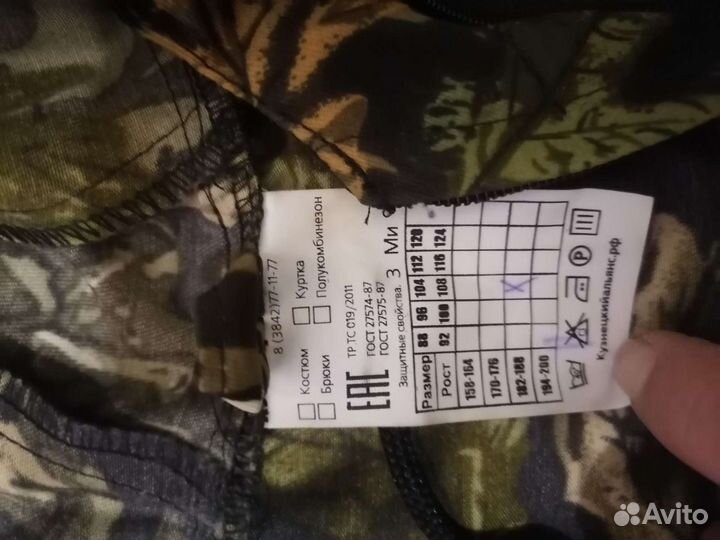 8 (3842)77-11-77
Костюм Куртка
Брюки Полукомбинезон
ЕАС ТР ТС 019/2011
ГОСТ 27574-87
ГОСТ 27575-87
Защитные свойства. З Ми
Размер 88 96 104 112 120
Рост 92 100 108 116 124
158-164
170-176
182-188 X
194-200
Кузнецкийальянс.рф
Avito